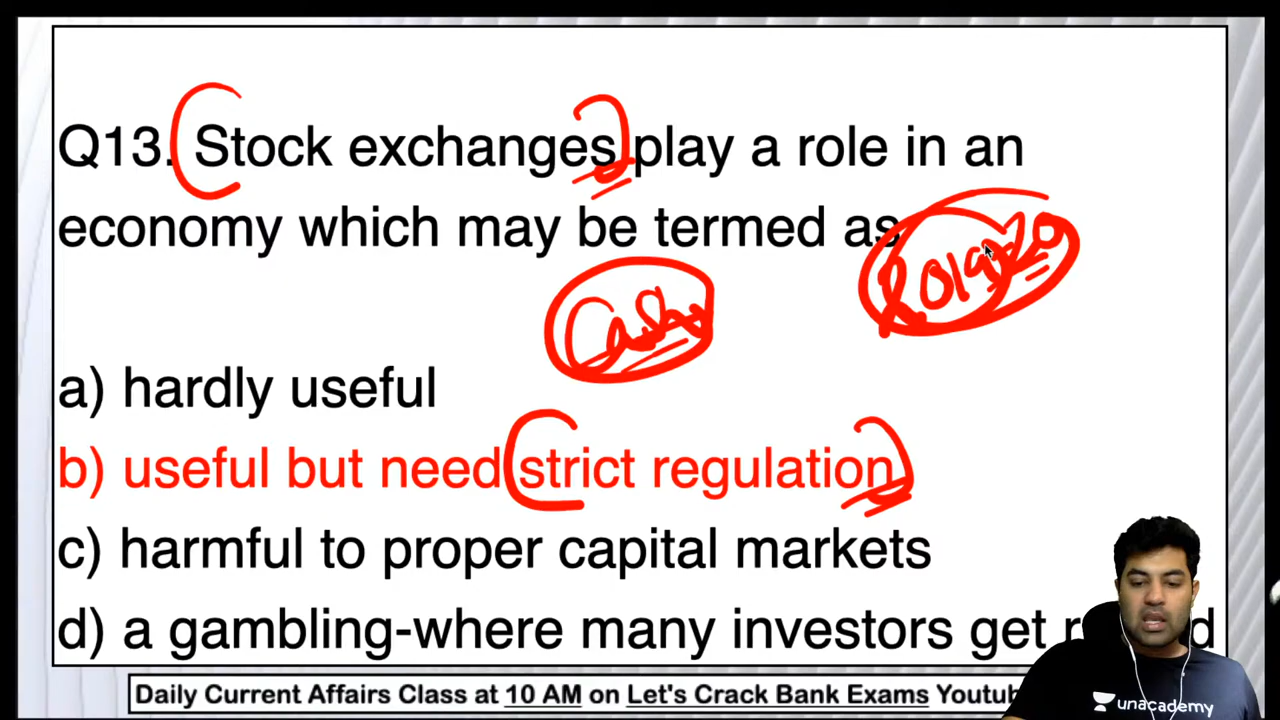 Q13. Stock exchanges play a role in an
economy which may be termed as
Cash
a) hardly useful
b) useful but need strict regulation
c) harmful to proper capital markets
d) a gambling-where many investors get
Daily Current Affairs Class at 10 AM on Let's Crack Bank Exams
unacademy